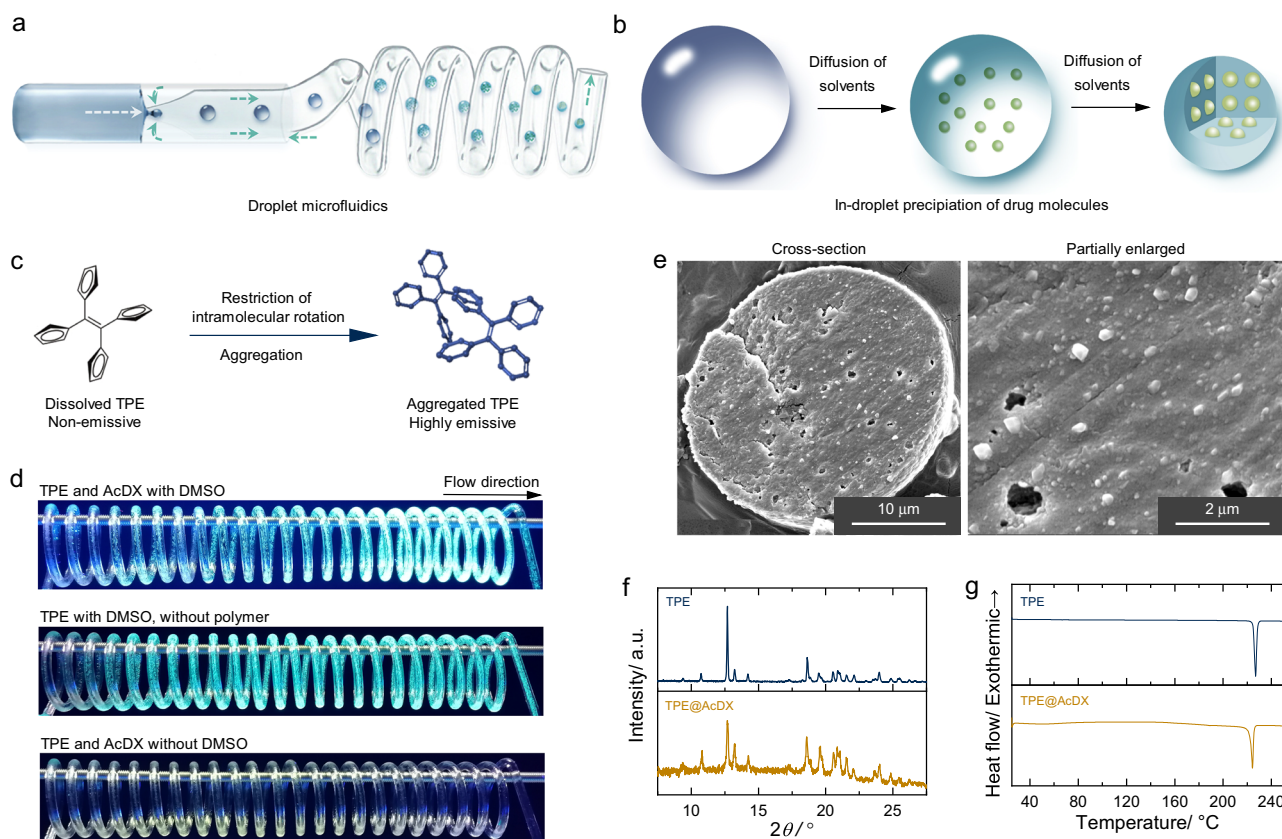 a
Droplet microfluidics
b
Diffusion of
solvents
Diffusion of
solvents
In-droplet precipiation of drug molecules
c
Restriction of
intramolecular rotation
Aggregation
Dissolved TPE
Non-emissive
Aggregated TPE
Highly emissive
d
TPE and AcDX with DMSO
Flow direction
TPE with DMSO, without polymer
TPE and AcDX without DMSO
e
Cross-section
Partially enlarged
10 μm
2 μm
f
TPE
TPE@AcDX
Intensity/ a.u.
10
15
20
25
2θ/°
g
TPE
TPE@AcDX
Heat flow/ Exothermic→
40
80
120
160
200
240
Temperature/ °C